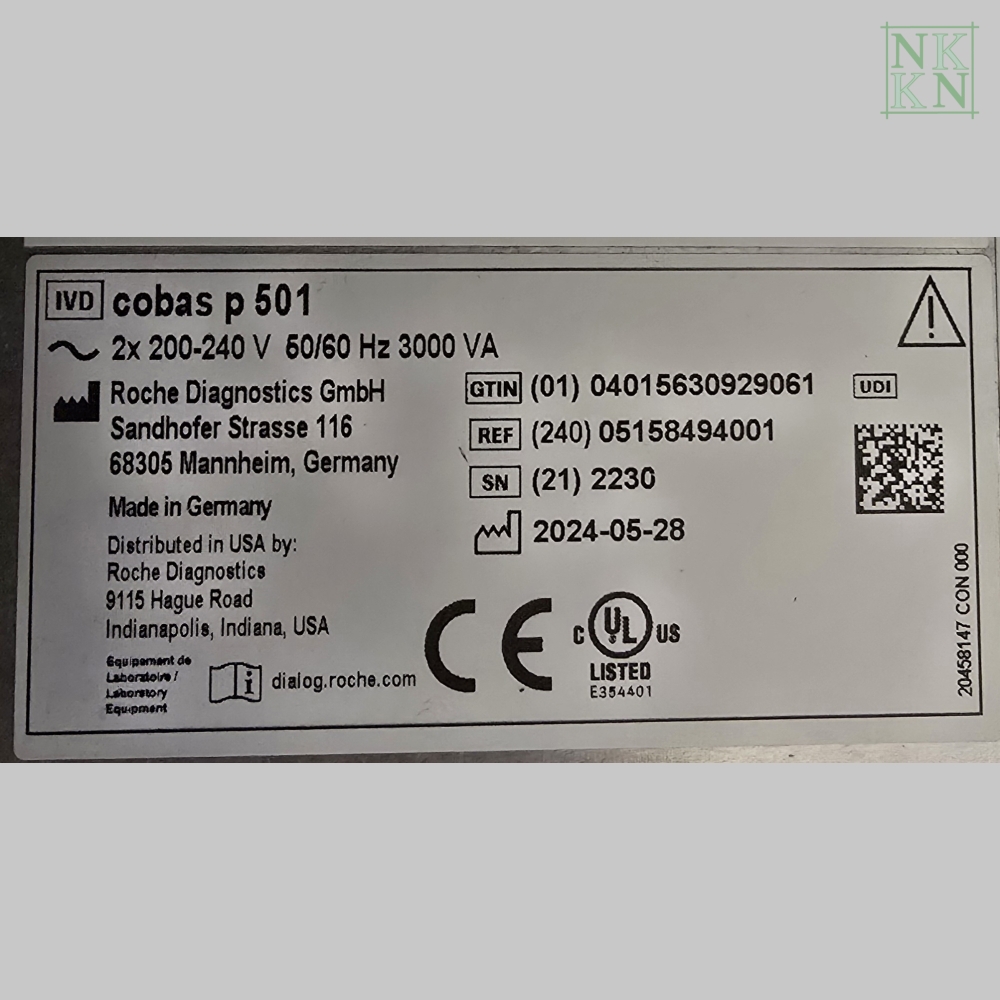 NK
KN
IVD cobas p 501
2x 200-240 V 50/60 Hz 3000 VA
Roche Diagnostics GmbH
Sandhofer Strasse 116
68305 Mannheim, Germany
Made in Germany
Distributed in USA by:
Roche Diagnostics
9115 Hague Road
Indianapolis, Indiana, USA
Equipement de
Laboratoire /
Laboratory
Equipment
i dialog.roche.com
GTIN (01) 04015630929061 UDI
REF (240) 05158494001
SN (21) 2230
2024-05-28
CE
C UL US
LISTED
E354401
20458147 CON 000